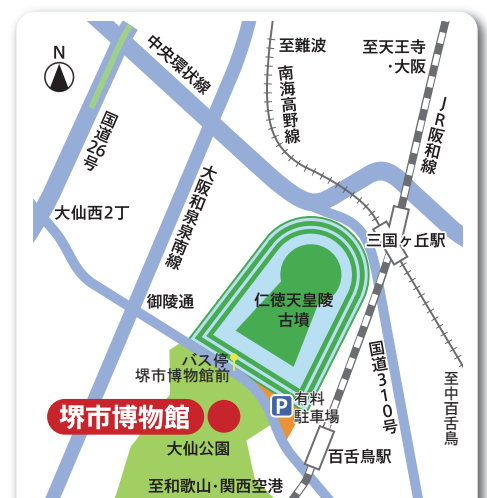 N
中央環状線
至難波
至天王寺
・大阪
南海高野線
JR阪和線
国道26号
大阪和泉泉南線
大仙西2丁
三国ヶ丘駅
御陵通
仁徳天皇陵
古墳
バス停
堺市博物館前
国道310号
至中百舌鳥
P
有料
駐車場
堺市博物館
大仙公園
百舌鳥駅
至和歌山・関西空港